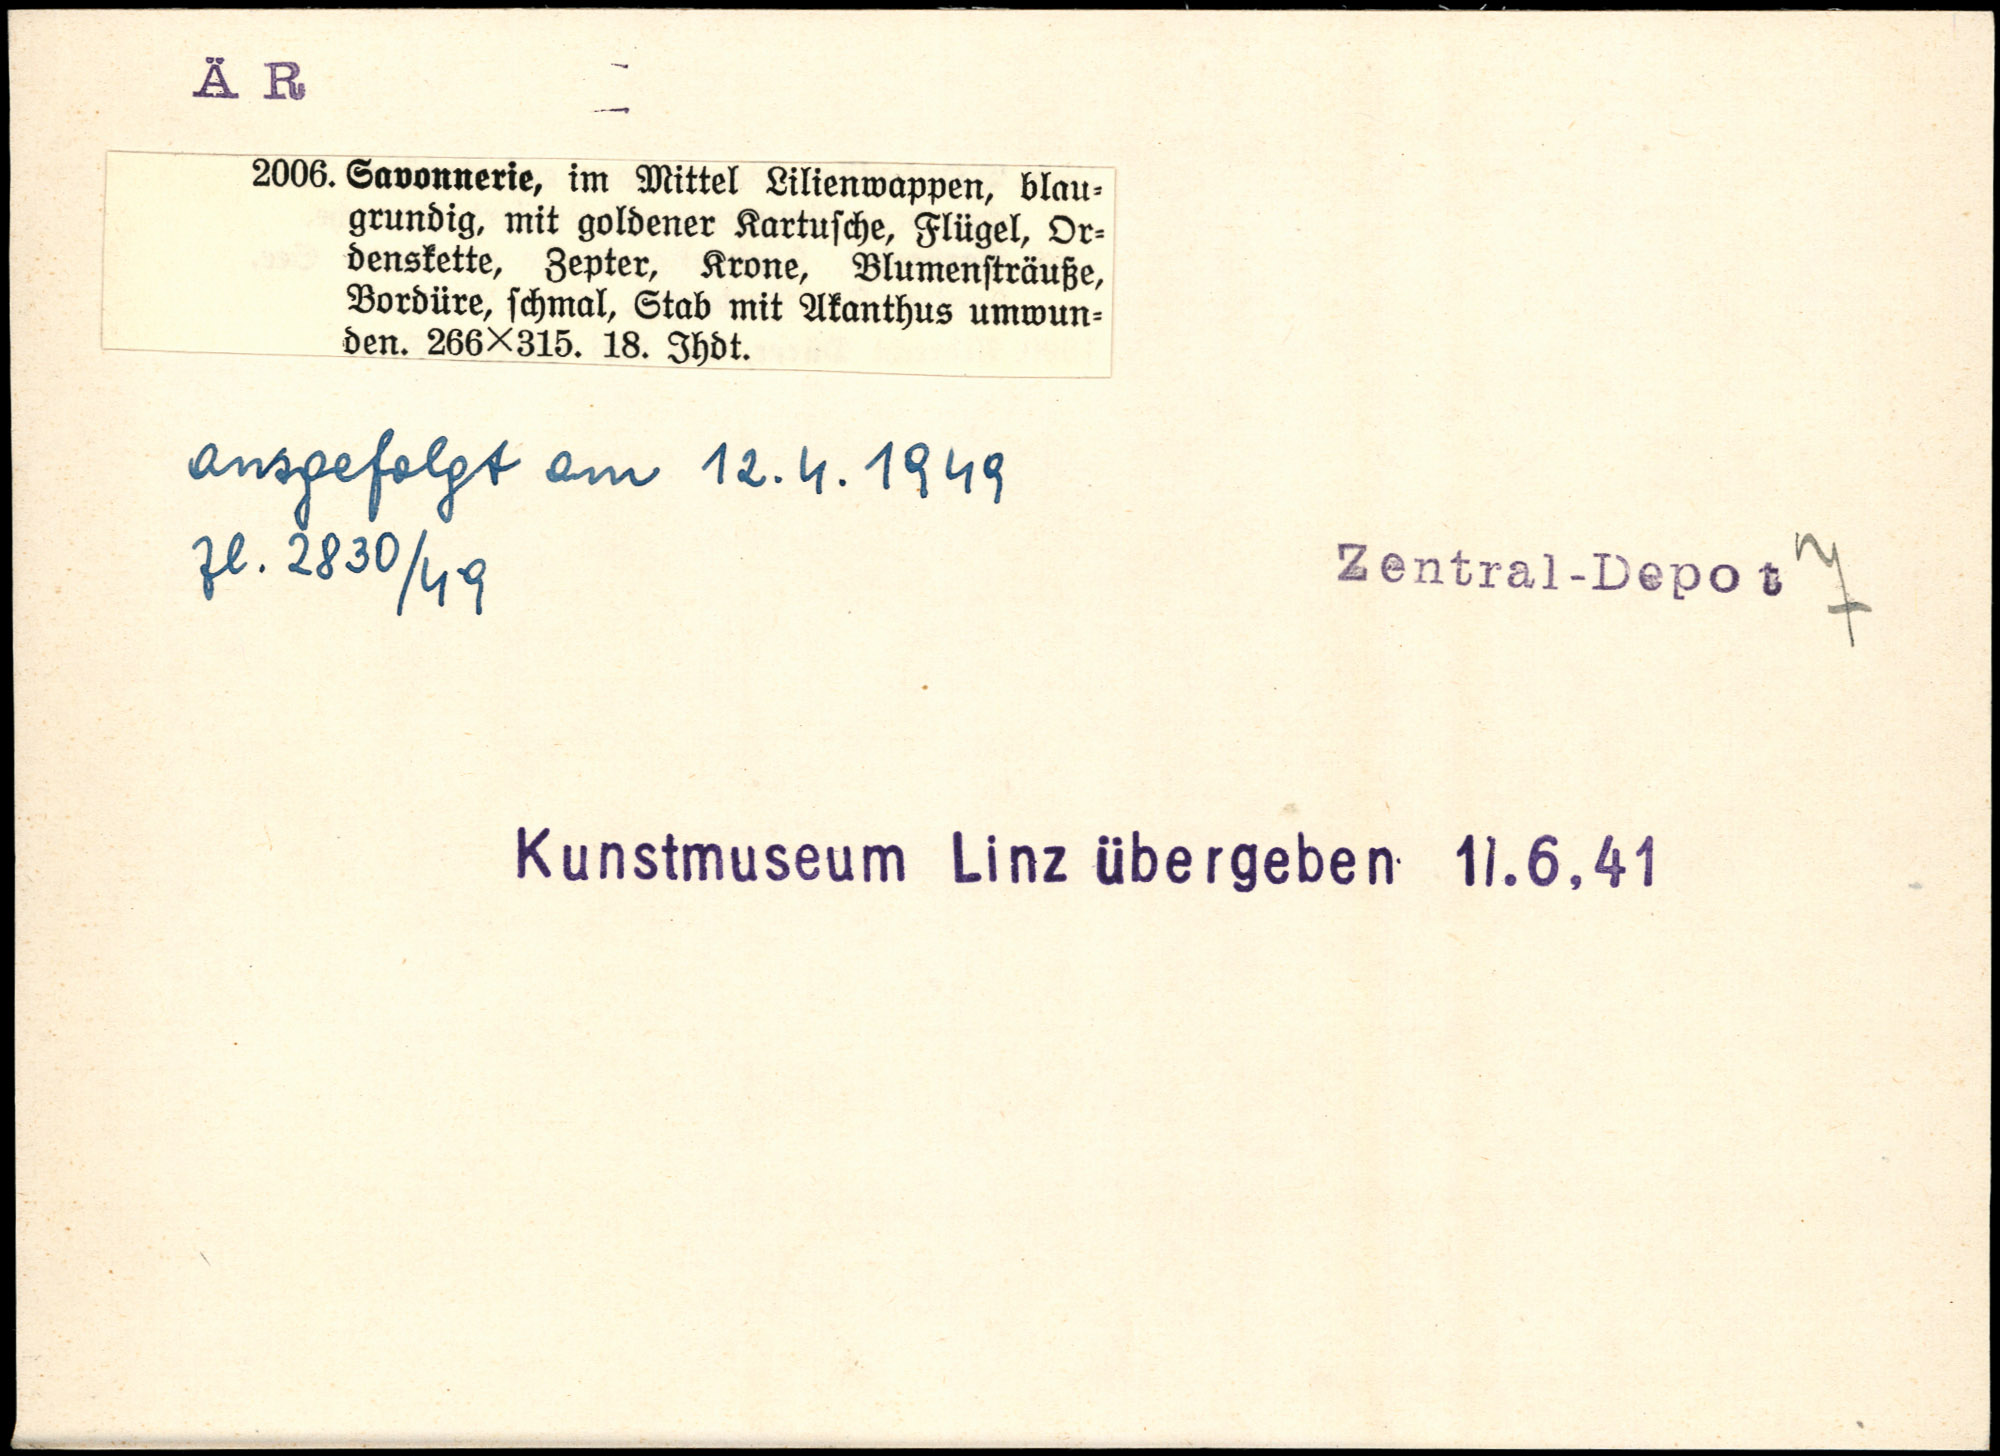 Ä R
2006. Savonnerie, im Mittel Lilienwappen, blau-
grundig, mit goldener Kartusche, Flügel, Or-
denskette, Zepter, Krone, Blumensträuße,
Bordüre, schmal, Stab mit Akanthus umwun-
den. 266×315. 18. Jhdt.
ausgefolgt am 12.4.1949
Zl. 2830/49
Zentral-Depot
Kunstmuseum Linz übergeben 11.6.41